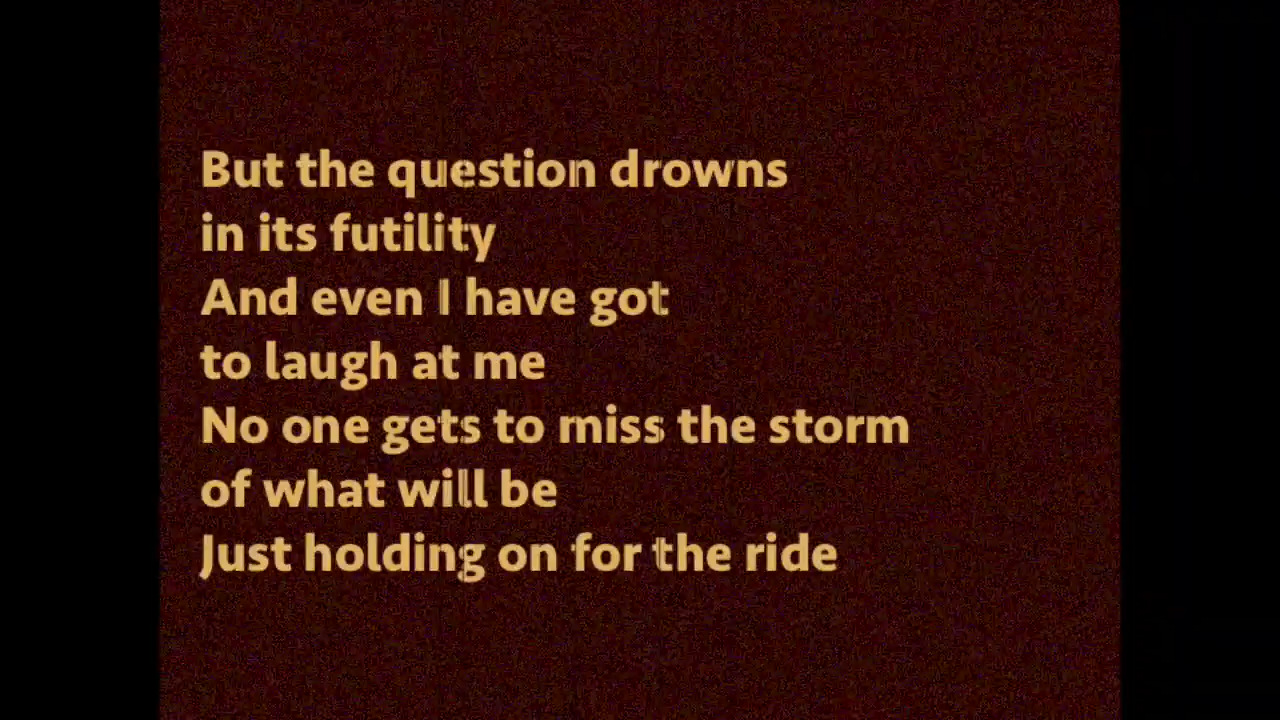 But the question drowns
in its futility
And even I have got
to laugh at me
No one gets to miss the storm
of what will be
Just holding on for the ride